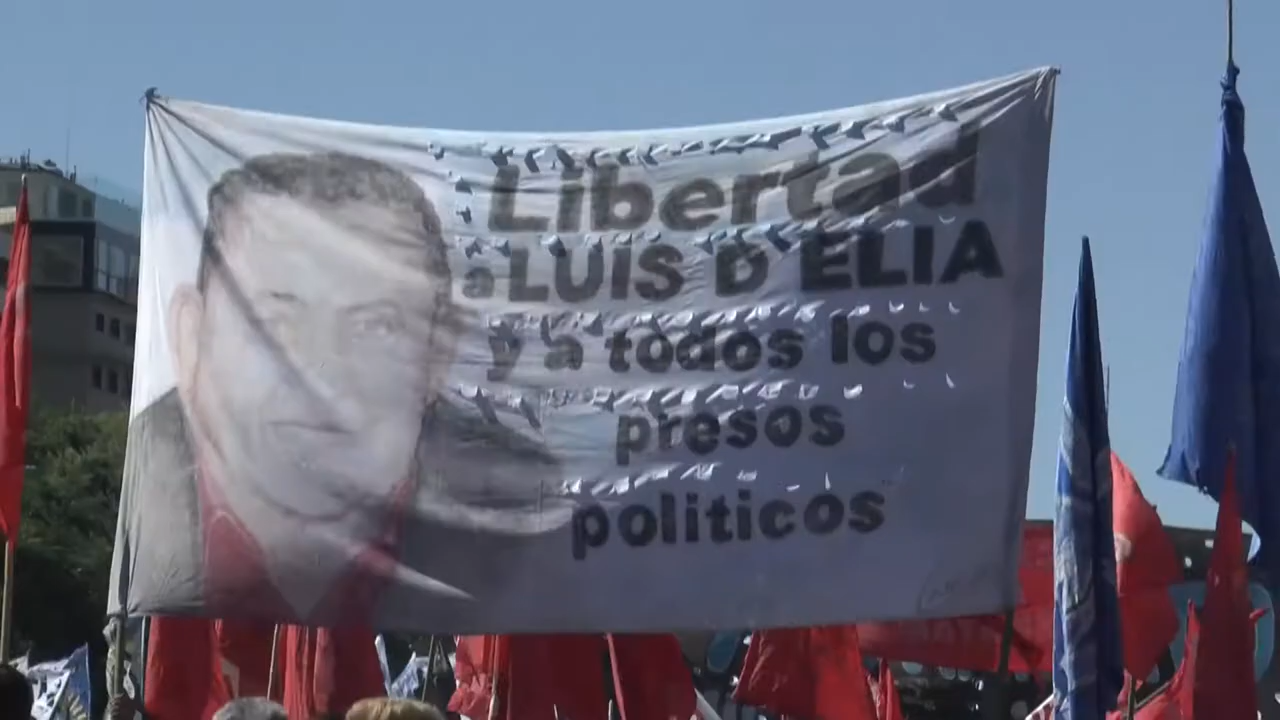 Libertad
a LUIS D ELIA
y a todos los
presos
politicos